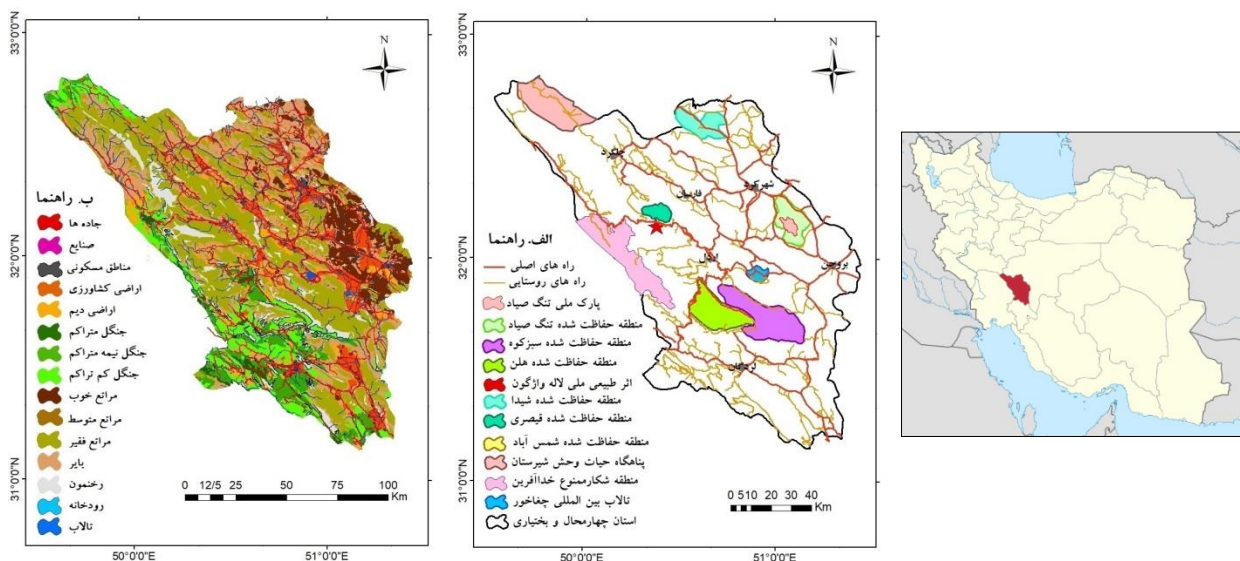 N
33°0'0"N
32°0'0"N
31°0'0"N
50°0'0"E
51°0'0"E
ب. راهنما
جاده ها
صنایع
مناطق مسکونی
اراضی کشاورزی
اراضی دیم
جنگل متراکم
جنگل نیمه متراکم
جنگل کم تراکم
مراتع خوب
مراتع متوسط
مراتع فقیر
بایر
رخنمون
رودخانه
تالاب
0 12/5 25 50 75 100
Km
N
33°0'0"N
32°0'0"N
31°0'0"N
50°0'0"E
51°0'0"E
شهرکرد
فارسان
اردل
بروجن
لردگان
الف. راهنما
راه های اصلی
راه های روستایی
پارک ملی تنگ صیاد
منطقه حفاظت شده تنگ صیاد
منطقه حفاظت شده سبزکوه
منطقه حفاظت شده هلن
اثر طبیعی ملی لاله واژگون
منطقه حفاظت شده شیدا
منطقه حفاظت شده قیصری
منطقه حفاظت شده شمس آباد
پناهگاه حیات وحش شیرستان
منطقه شکارممنوع خداآفرین
تالاب بین المللی چغاخور
استان چهارمحال و بختیاری
0 5 10 20 30 40
Km